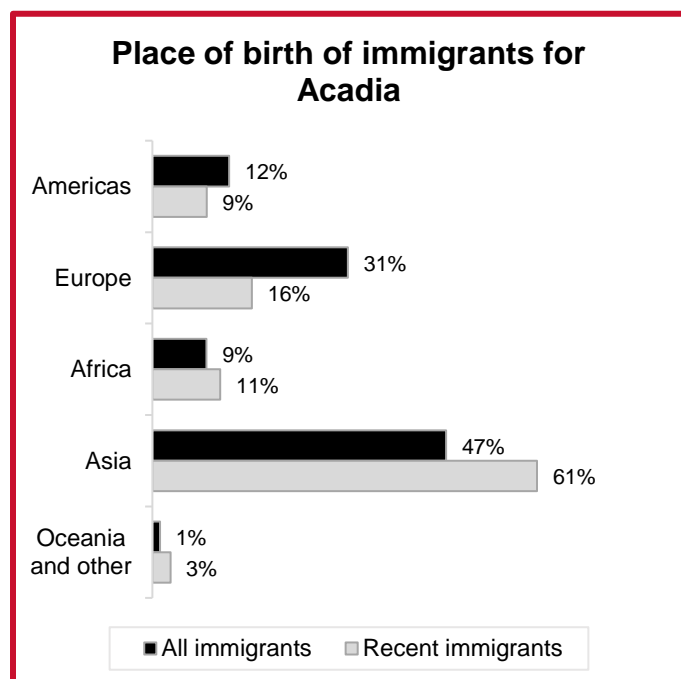 Place of birth of immigrants for
Acadia
Americas
12%
9%
Europe
31%
16%
Africa
9%
11%
Asia
47%
61%
Oceania
and other
1%
3%
All immigrants
Recent immigrants